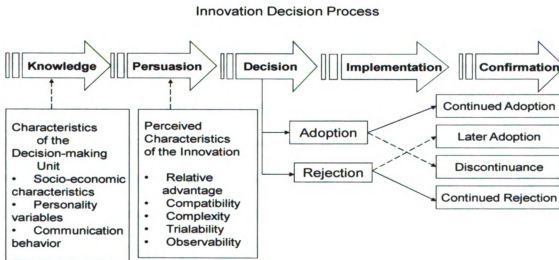 Innovation Decision Process
Knowledge
Persuasion
Decision
Implementation
Confirmation
Characteristics
of the
Decision-making
Unit
• Socio-economic
characteristics
• Personality
variables
• Communication
behavior
Perceived
Characteristics
of the Innovation
• Relative
advantage
• Compatibility
• Complexity
• Trialability
• Observability
Adoption
Rejection
Continued Adoption
Later Adoption
Discontinuance
Continued Rejection